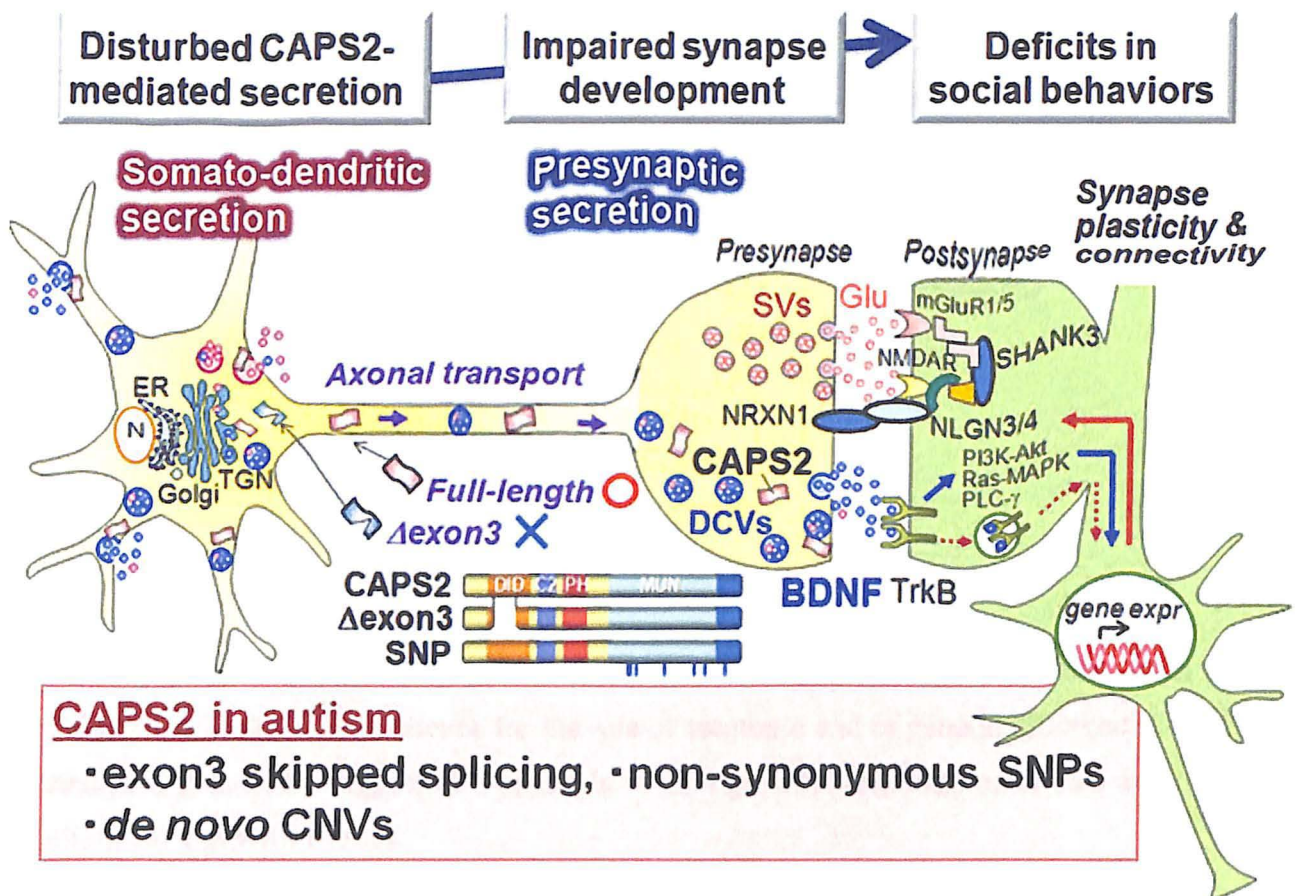 Disturbed CAPS2-
mediated secretion
Impaired synapse
development
Deficits in
social behaviors
Somato-dendritic
secretion
Presynaptic
secretion
Synapse
plasticity &
connectivity
Presynapse
Postsynapse
SVs
Glu
mGluR1/5
NMDAR
SHANK3
ER
N
Golgi
TGN
Axonal transport
NRXN1
NLGN3/4
CAPS2
DCVs
PI3K-Akt
Ras-MAPK
PLC-γ
Full-length
Δexon3
BDNF
TrkB
CAPS2
DID
C2
PH
MUN
Δexon3
SNP
gene expr
CAPS2 in autism
・exon3 skipped splicing, ・non-synonymous SNPs
・de novo CNVs